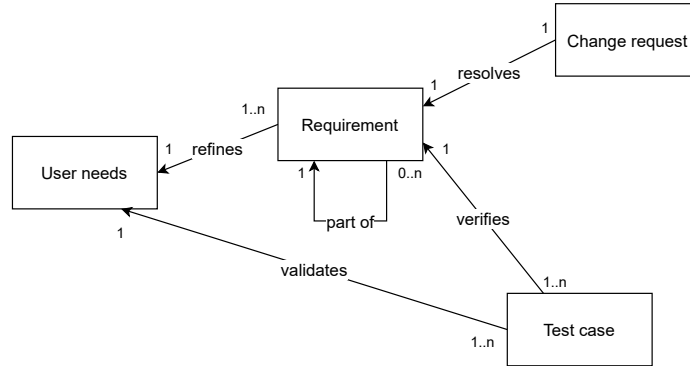 1
Change request
resolves
1
1..n
Requirement
1
refines
1
User needs
1
0..n
part of
verifies
1
validates
1..n
Test case
1..n